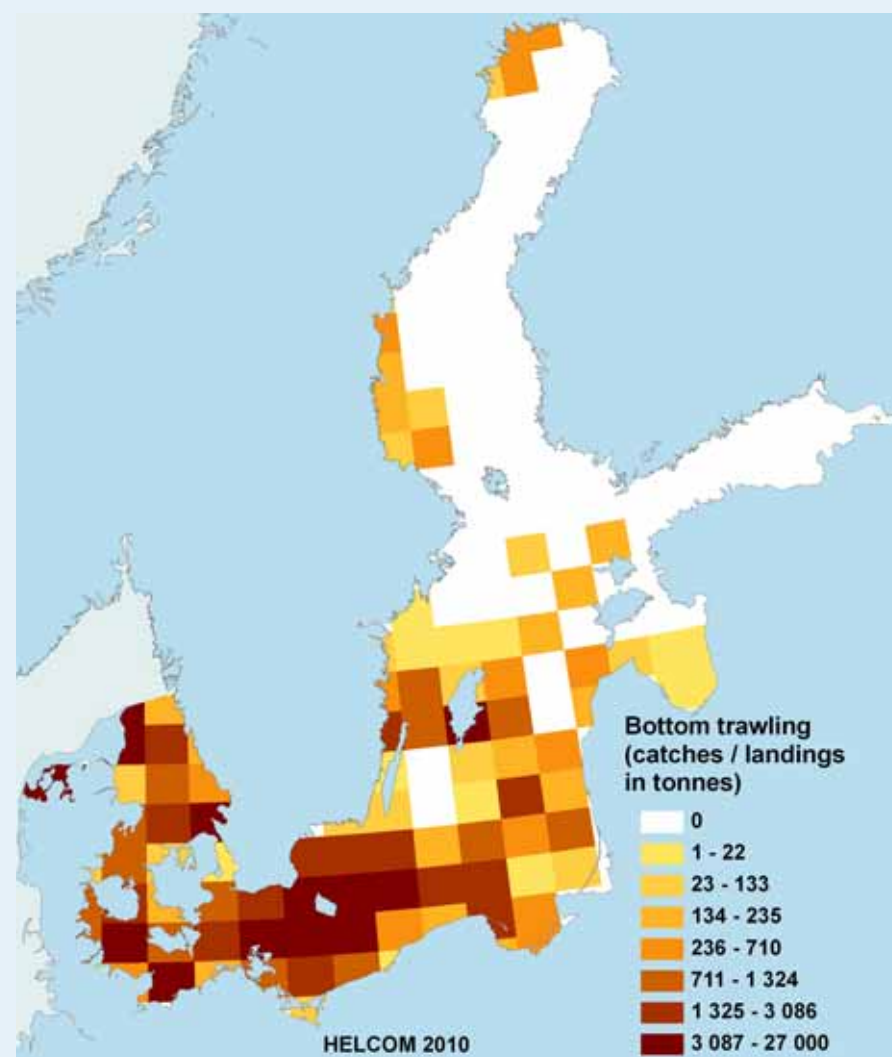 Bottom trawling
(catches / landings
in tonnes)
0
1 - 22
23 - 133
134 - 235
236 - 710
711 - 1 324
1 325 - 3 086
3 087 - 27 000
HELCOM 2010